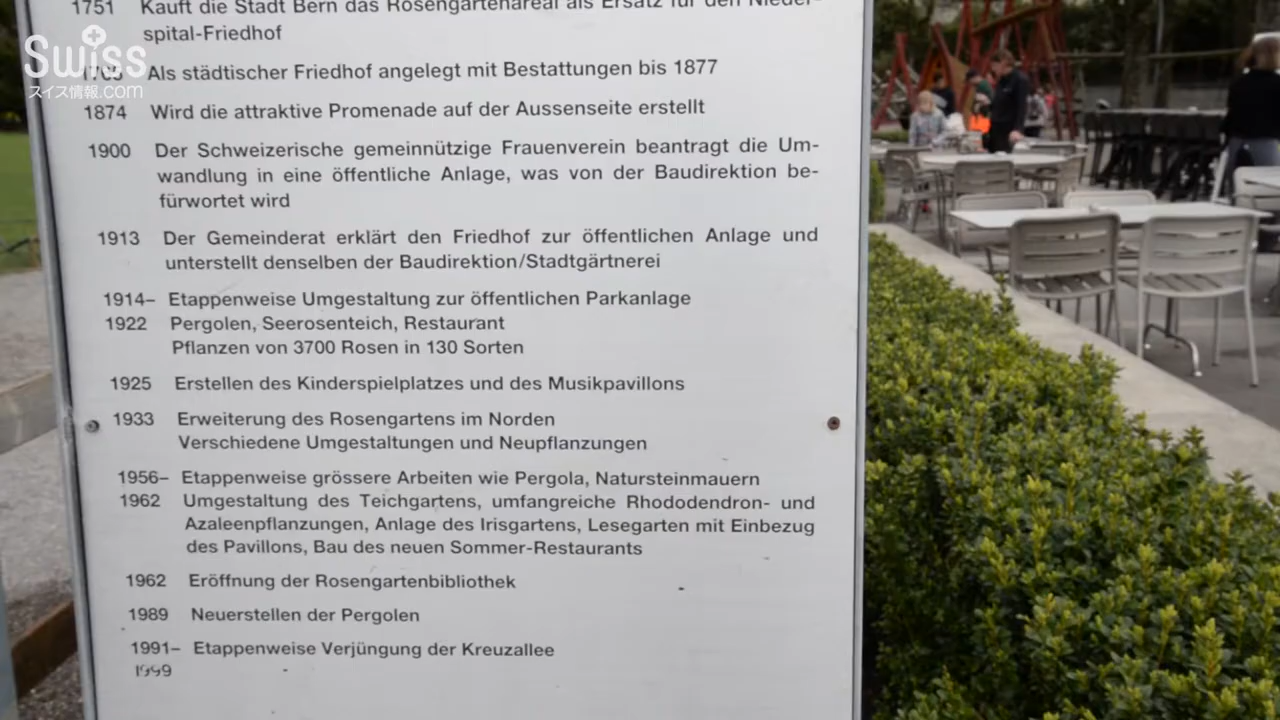 1751 Kauft die Stadt Bern das Rosengartenareal als Ersatz für den Nieder-
spital-Friedhof
Swiss
スイス情報.com
Als städtischer Friedhof angelegt mit Bestattungen bis 1877
1874 Wird die attraktive Promenade auf der Aussenseite erstellt
1900 Der Schweizerische gemeinnützige Frauenverein beantragt die Um-
wandlung in eine öffentliche Anlage, was von der Baudirektion be-
fürwortet wird
1913 Der Gemeinderat erklärt den Friedhof zur öffentlichen Anlage und
unterstellt denselben der Baudirektion/Stadtgärtnerei
1914– Etappenweise Umgestaltung zur öffentlichen Parkanlage
1922 Pergolen, Seerosenteich, Restaurant
Pflanzen von 3700 Rosen in 130 Sorten
1925 Erstellen des Kinderspielplatzes und des Musikpavillons
1933 Erweiterung des Rosengartens im Norden
Verschiedene Umgestaltungen und Neupflanzungen
1956– Etappenweise grössere Arbeiten wie Pergola, Natursteinmauern
1962 Umgestaltung des Teichgartens, umfangreiche Rhododendron- und
Azaleenpflanzungen, Anlage des Irisgartens, Lesegarten mit Einbezug
des Pavillons, Bau des neuen Sommer-Restaurants
1962 Eröffnung der Rosengartenbibliothek
1989 Neuerstellen der Pergolen
1991– Etappenweise Verjüngung der Kreuzallee
1999